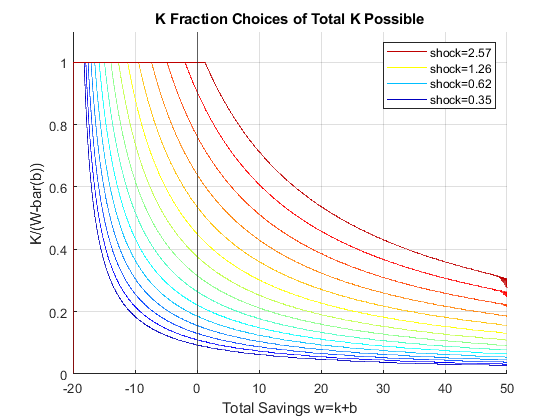 K Fraction Choices of Total K Possible
shock=2.57
shock=1.26
shock=0.62
shock=0.35
K/(W-bar(b))
1
0.8
0.6
0.4
0.2
0
-20 -10 0 10 20 30 40 50
Total Savings w=k+b